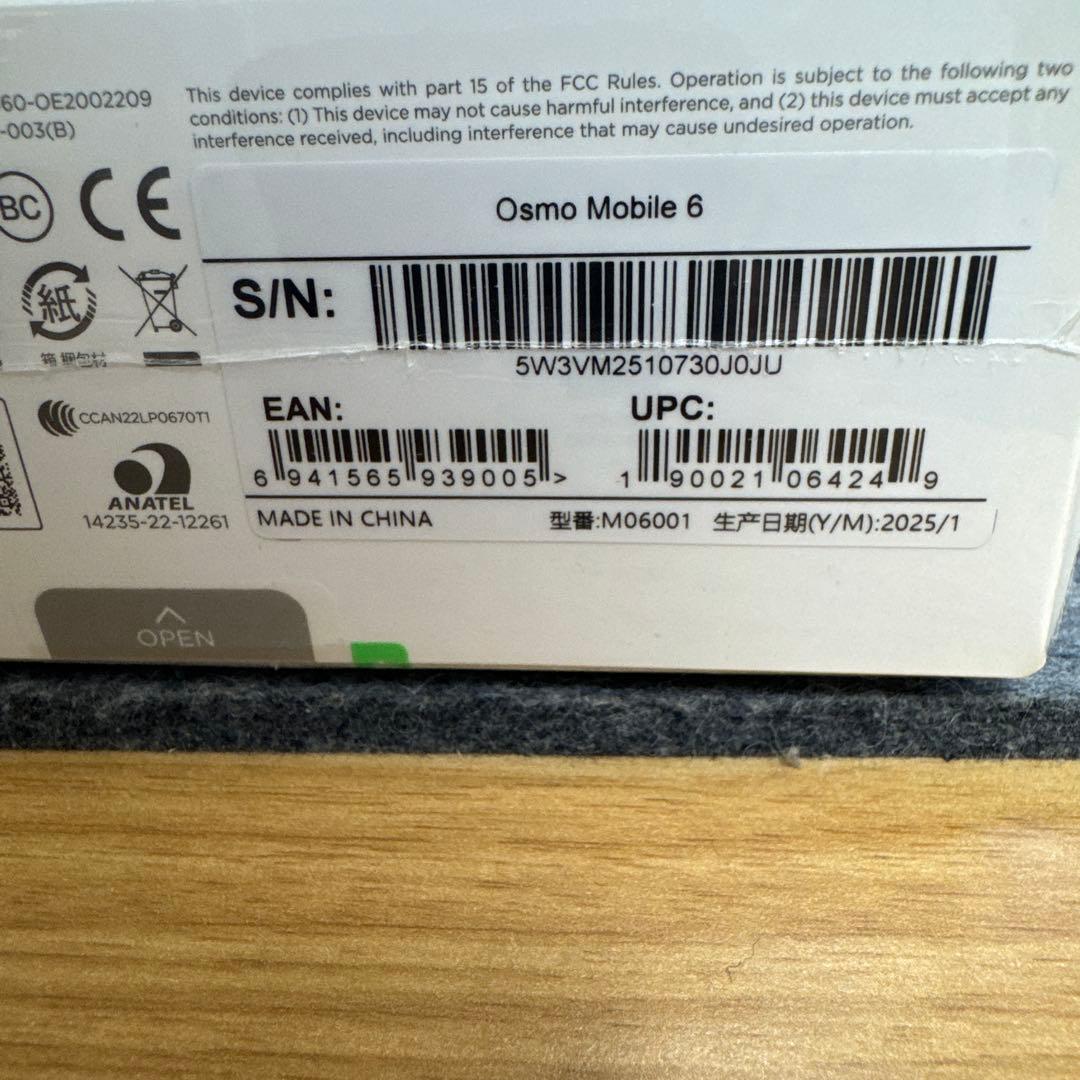 60-OE2002209
-003(B)
This device complies with part 15 of the FCC Rules. Operation is subject to the following two
conditions: (1) This device may not cause harmful interference, and (2) this device must accept any
interference received, including interference that may cause undesired operation.
BC
CE
Osmo Mobile 6
S/N:
5W3VM2510730J0JU
紙
箱 梱包材
CCAN22LP0670T1
ANATEL
14235-22-12261
EAN:
6 941565 939005 >
UPC:
1 90021 06424 9
MADE IN CHINA
型番:M06001 生产日期(Y/M):2025/1
OPEN